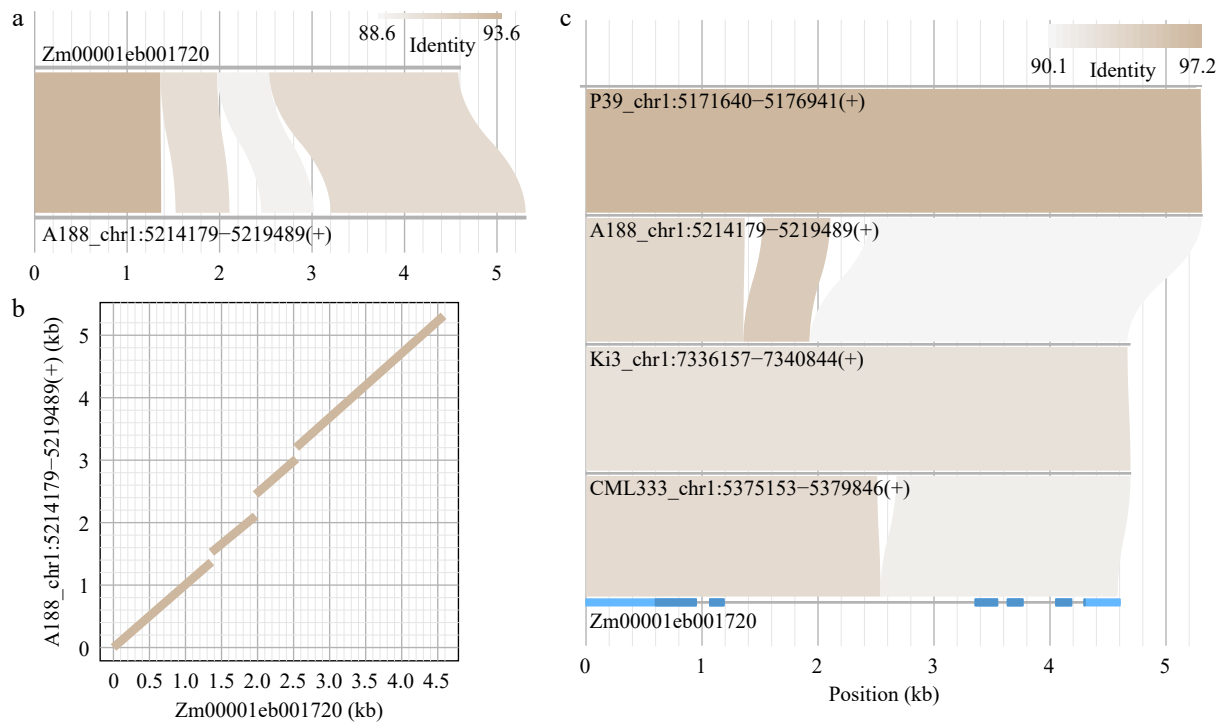 a
88.6 Identity 93.6
Zm00001eb001720
A188_chr1:5214179−5219489(+)
0 1 2 3 4 5
b
A188_chr1:5214179−5219489(+) (kb)
5
4
3
2
1
0
0 0.5 1.0 1.5 2.0 2.5 3.0 3.5 4.0 4.5
Zm00001eb001720 (kb)
c
90.1 Identity 97.2
P39_chr1:5171640−5176941(+)
A188_chr1:5214179−5219489(+)
Ki3_chr1:7336157−7340844(+)
CML333_chr1:5375153−5379846(+)
Zm00001eb001720
0 1 2 3 4 5
Position (kb)